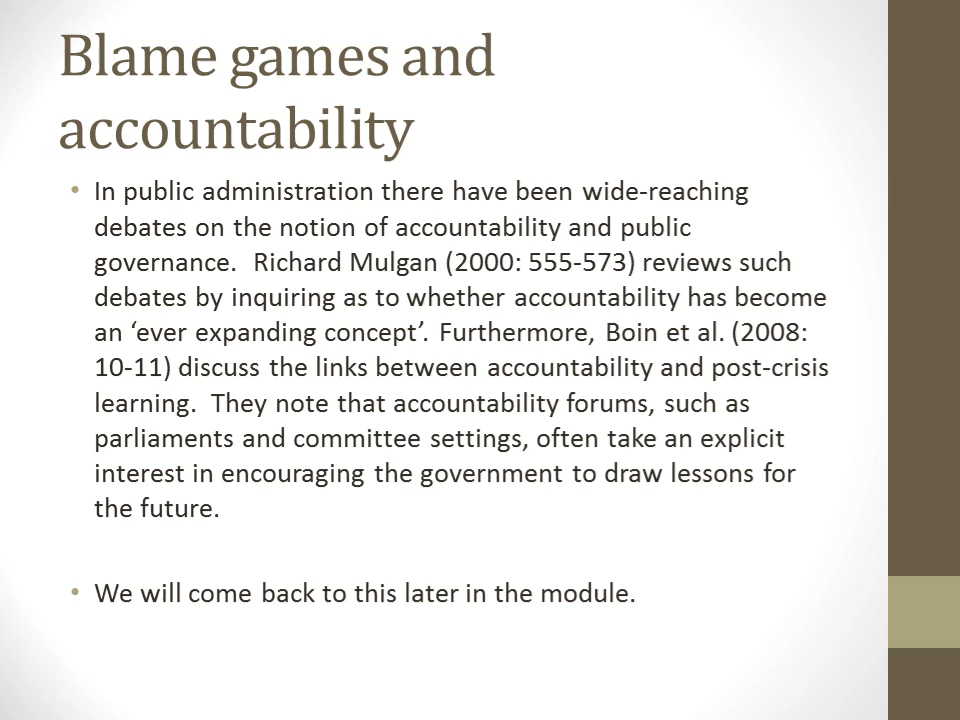 Blame games and
accountability
• In public administration there have been wide-reaching
debates on the notion of accountability and public
governance.  Richard Mulgan (2000: 555-573) reviews such
debates by inquiring as to whether accountability has become
an ‘ever expanding concept’. Furthermore, Boin et al. (2008:
10-11) discuss the links between accountability and post-crisis
learning.  They note that accountability forums, such as
parliaments and committee settings, often take an explicit
interest in encouraging the government to draw lessons for
the future.
• We will come back to this later in the module.